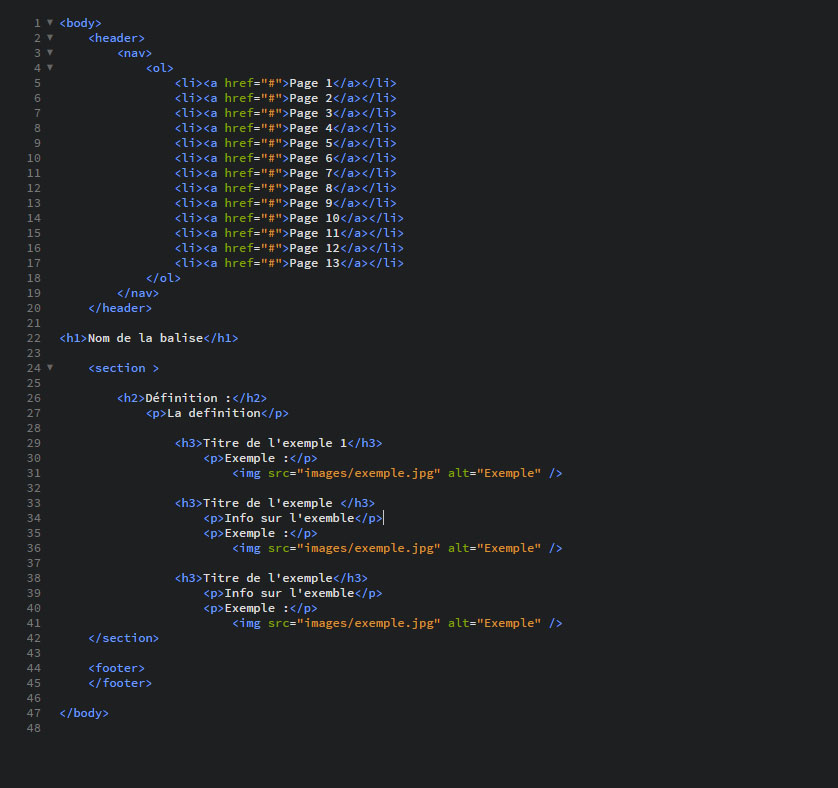 1 <body>
2 <header>
3 <nav>
4 <ol>
5 <li><a href="#">Page 1</a></li>
6 <li><a href="#">Page 2</a></li>
7 <li><a href="#">Page 3</a></li>
8 <li><a href="#">Page 4</a></li>
9 <li><a href="#">Page 5</a></li>
10 <li><a href="#">Page 6</a></li>
11 <li><a href="#">Page 7</a></li>
12 <li><a href="#">Page 8</a></li>
13 <li><a href="#">Page 9</a></li>
14 <li><a href="#">Page 10</a></li>
15 <li><a href="#">Page 11</a></li>
16 <li><a href="#">Page 12</a></li>
17 <li><a href="#">Page 13</a></li>
18 </ol>
19 </nav>
20 </header>
21
22 <h1>Nom de la balise</h1>
23
24 <section >
25
26 <h2>Définition :</h2>
27 <p>La definition</p>
28
29 <h3>Titre de l'exemple 1</h3>
30 <p>Exemple :</p>
31 <img src="images/exemple.jpg" alt="Exemple" />
32
33 <h3>Titre de l'exemple </h3>
34 <p>Info sur l'exemble</p>
35 <p>Exemple :</p>
36 <img src="images/exemple.jpg" alt="Exemple" />
37
38 <h3>Titre de l'exemple</h3>
39 <p>Info sur l'exemble</p>
40 <p>Exemple :</p>
41 <img src="images/exemple.jpg" alt="Exemple" />
42 </section>
43
44 <footer>
45 </footer>
46
47 </body>
48